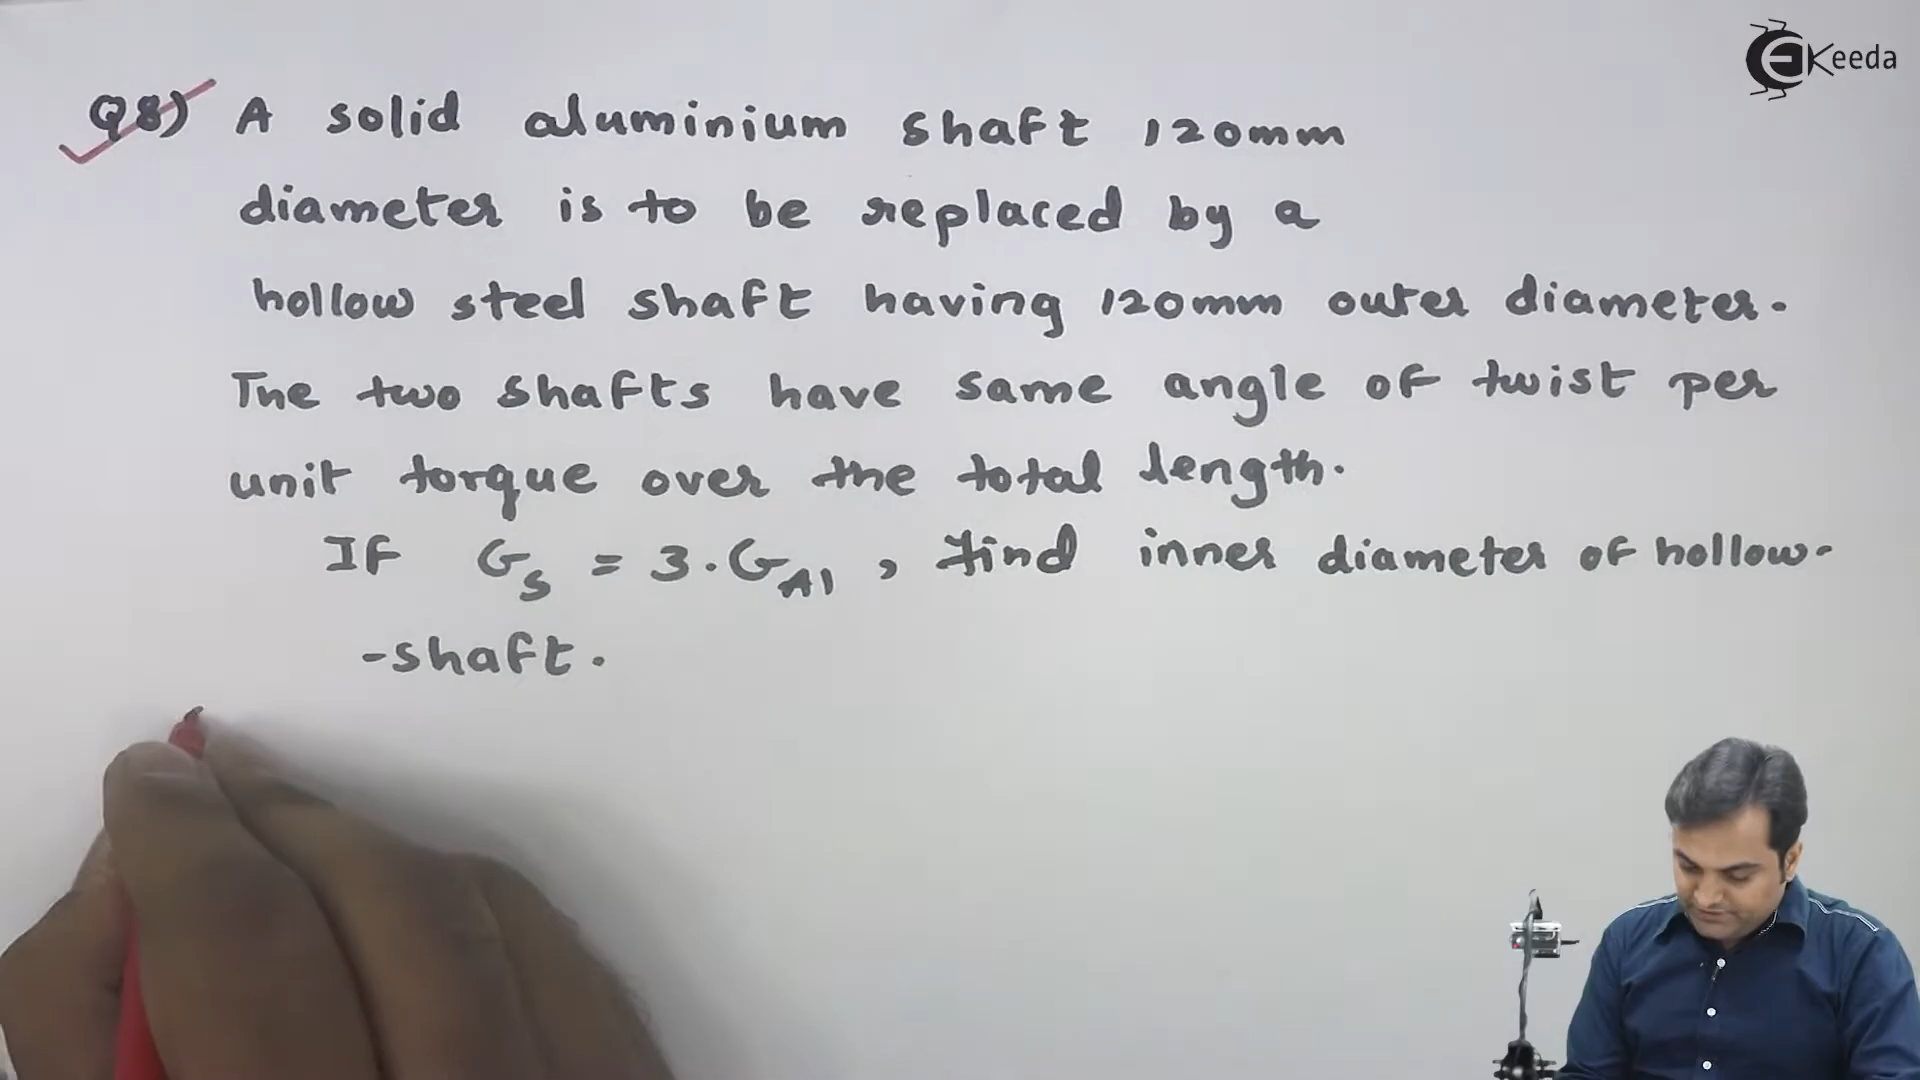 Keeda
Q8) A solid aluminium shaft 120mm
diameter is to be replaced by a
hollow steel shaft having 120mm outer diameter.
The two shafts have same angle of twist per
unit torque over the total length.
If G_S = 3·G_Al, find inner diameter of hollow-
-shaft.